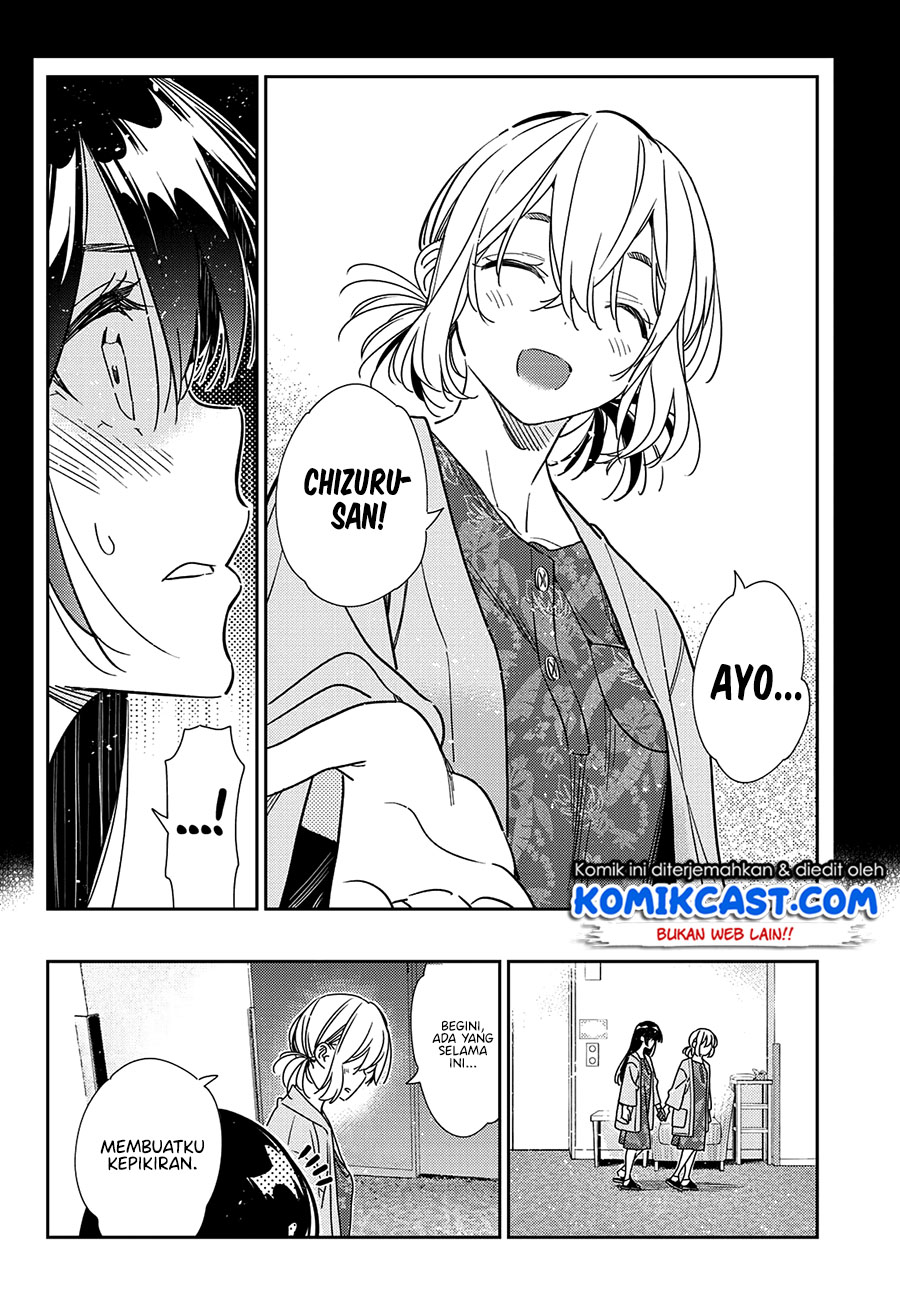 AYO...
CHIZURU-
SAN!
....!
Komik ini diterjemahkan & diedit oleh
KOMIKCAST.COM
BUKAN WEB LAIN!!
BEGINI,
ADA YANG
SELAMA
INI...
MEMBUATKU
KEPIKIRAN.